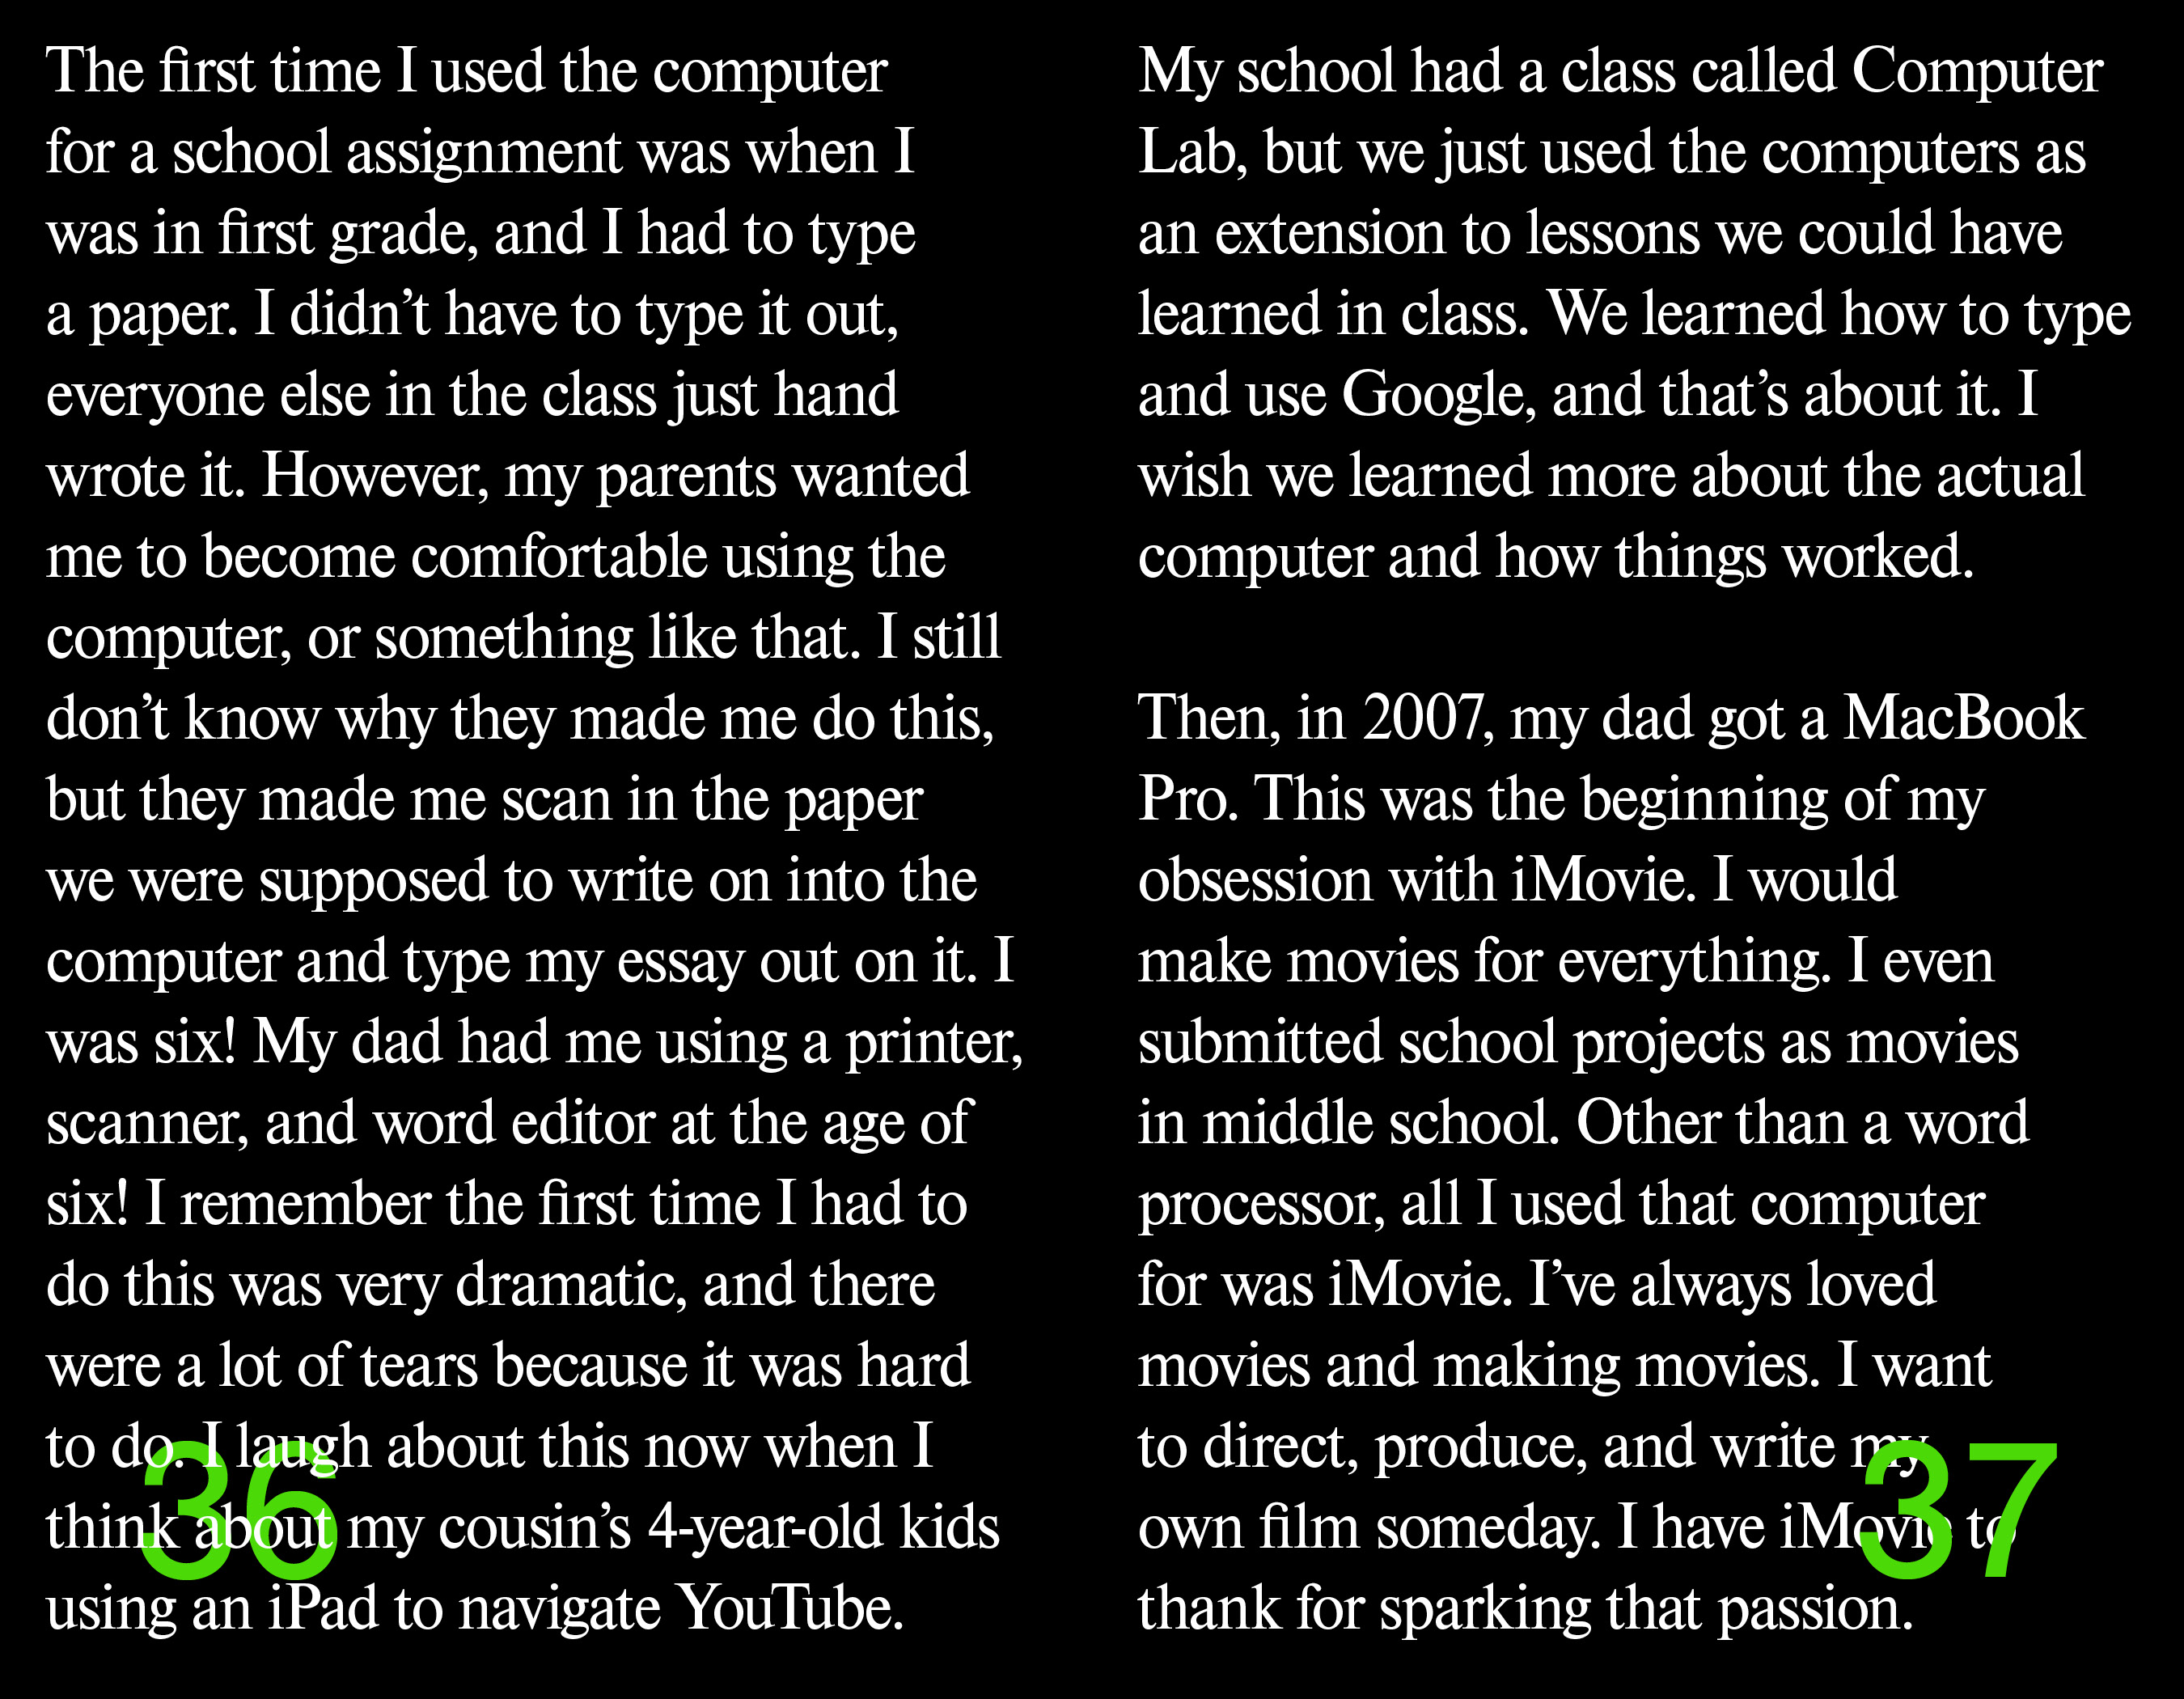 The first time I used the computer
for a school assignment was when I
was in first grade, and I had to type
a paper. I didn’t have to type it out,
everyone else in the class just hand
wrote it. However, my parents wanted
me to become comfortable using the
computer, or something like that. I still
don’t know why they made me do this,
but they made me scan in the paper
we were supposed to write on into the
computer and type my essay out on it. I
was six! My dad had me using a printer,
scanner, and word editor at the age of
six! I remember the first time I had to
do this was very dramatic, and there
were a lot of tears because it was hard
to do. I laugh about this now when I
think about my cousin’s 4-year-old kids
using an iPad to navigate YouTube.
36
My school had a class called Computer
Lab, but we just used the computers as
an extension to lessons we could have
learned in class. We learned how to type
and use Google, and that’s about it. I
wish we learned more about the actual
computer and how things worked.
Then, in 2007, my dad got a MacBook
Pro. This was the beginning of my
obsession with iMovie. I would
make movies for everything. I even
submitted school projects as movies
in middle school. Other than a word
processor, all I used that computer
for was iMovie. I’ve always loved
movies and making movies. I want
to direct, produce, and write my
own film someday. I have iMovie to
thank for sparking that passion.
37